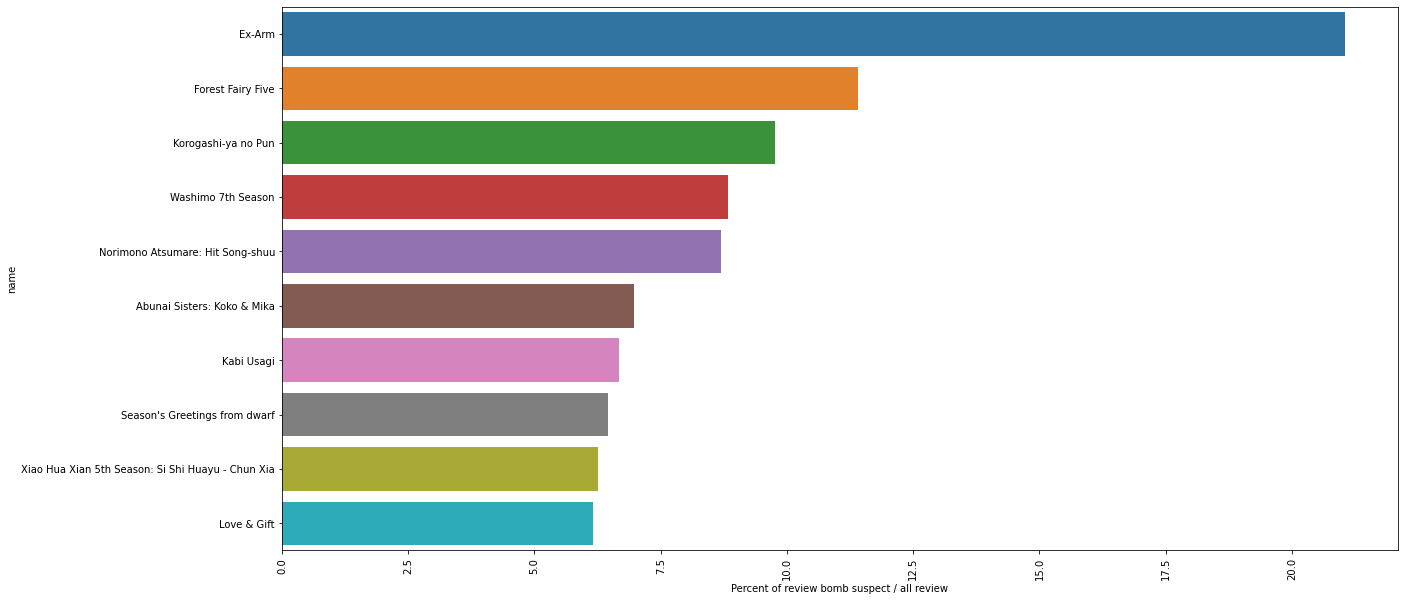 Ex-Arm
Forest Fairy Five
Korogashi-ya no Pun
Washimo 7th Season
Norimono Atsumare: Hit Song-shuu
Abunai Sisters: Koko & Mika
Kabi Usagi
Season's Greetings from dwarf
Xiao Hua Xian 5th Season: Si Shi Huayu - Chun Xia
Love & Gift
name
0.0
2.5
5.0
7.5
10.0
12.5
15.0
17.5
20.0
Percent of review bomb suspect / all review